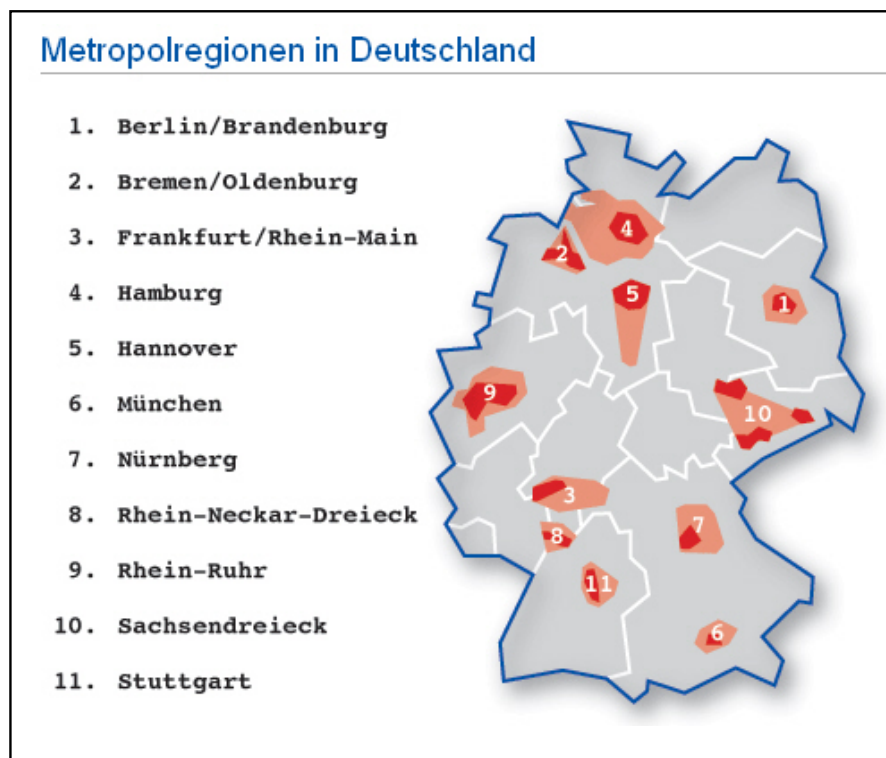 Metropolregionen in Deutschland
1. Berlin/Brandenburg
2. Bremen/Oldenburg
3. Frankfurt/Rhein-Main
4. Hamburg
5. Hannover
6. München
7. Nürnberg
8. Rhein-Neckar-Dreieck
9. Rhein-Ruhr
10. Sachsendreieck
11. Stuttgart
4
2
5
1
9
10
3
7
8
11
6